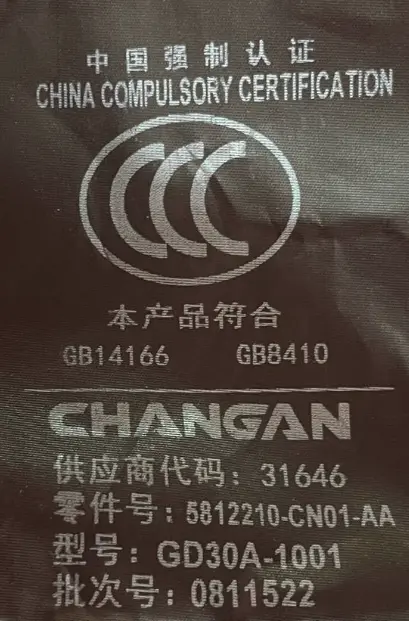 中国强制认证
CHINA COMPULSORY CERTIFICATION
CCC
本产品符合
GB14166 GB8410
CHANGAN
供应商代码: 31646
零件号: 5812210-CN01-AA
型号: GD30A-1001
批次号: 0811522